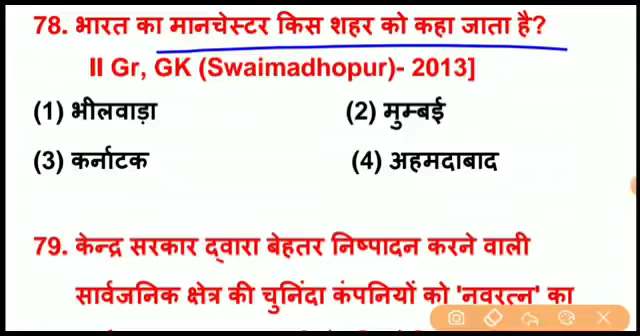 78. भारत का मानचेस्टर किस शहर को कहा जाता है?
II Gr, GK (Swaimadhopur)- 2013]
(1) भीलवाड़ा (2) मुम्बई
(3) कर्नाटक (4) अहमदाबाद
79. केन्द्र सरकार द्वारा बेहतर निष्पादन करने वाली
सार्वजनिक क्षेत्र की चुनिंदा कंपनियों को 'नवरत्न' का